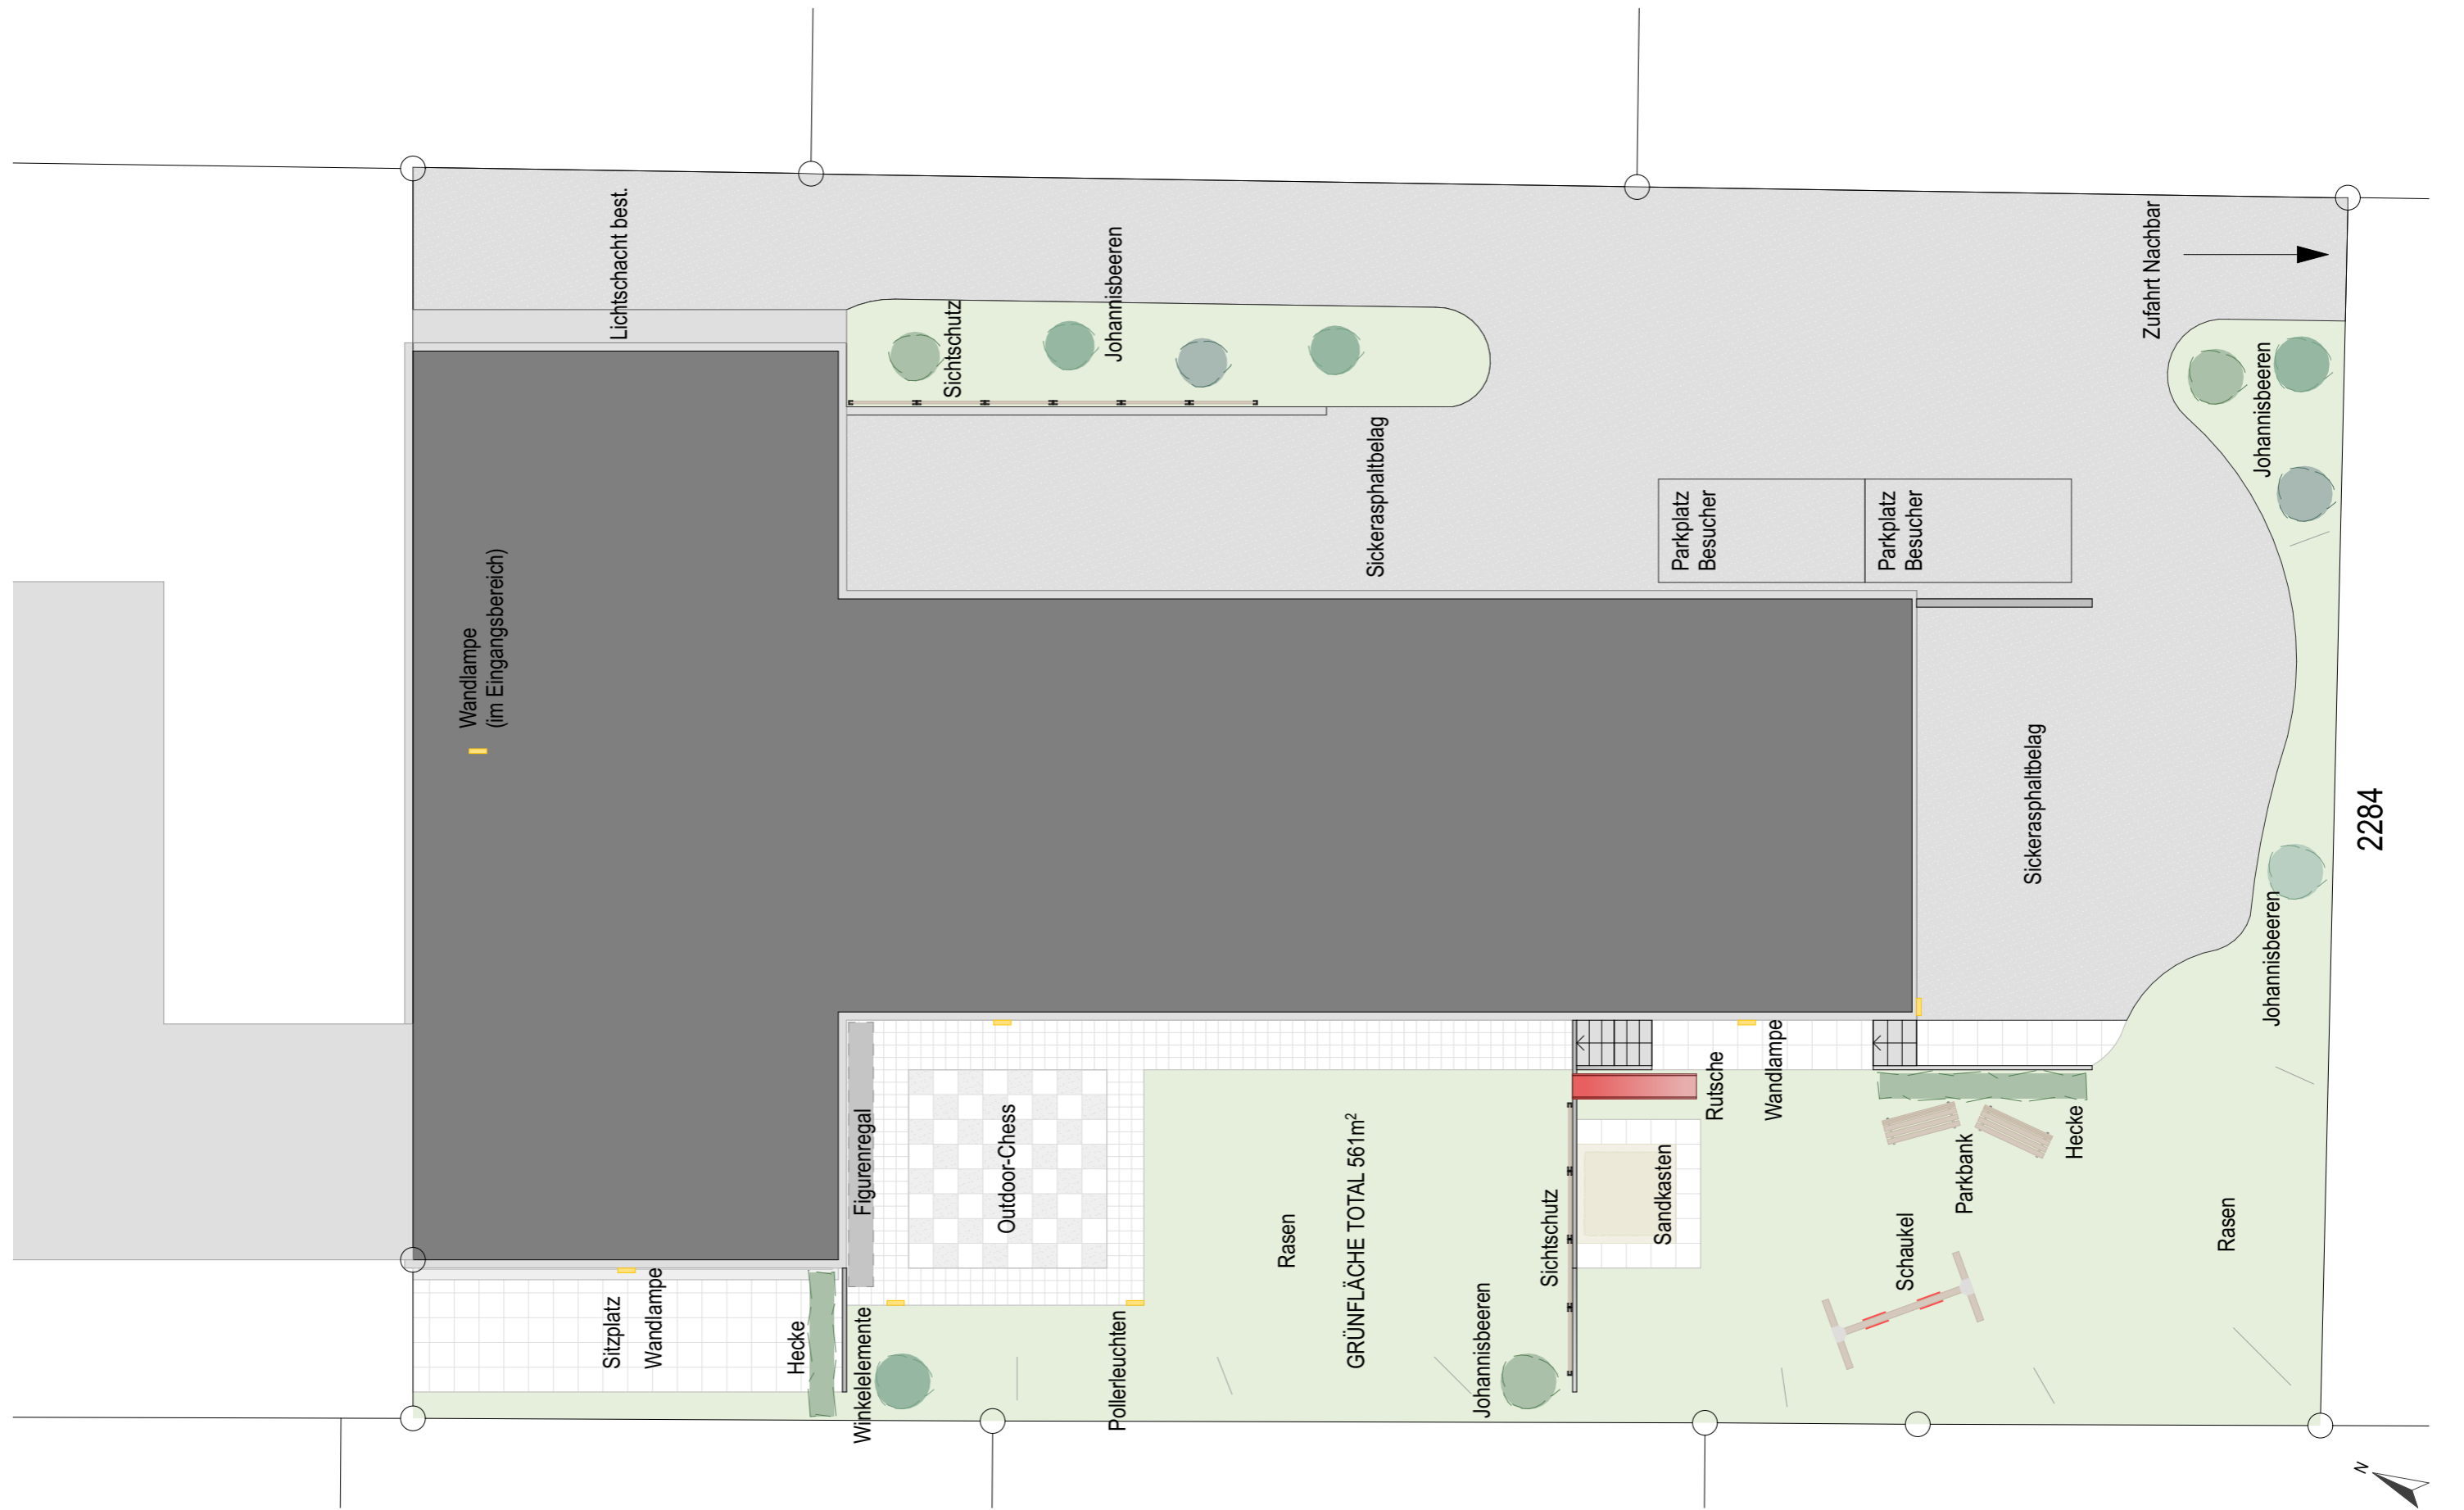 Lichtschacht best.
Sichtschutz
Johannisbeeren
Zufahrt Nachbar
Johannisbeeren
Sickerasphaltbelag
Parkplatz
Besucher
Parkplatz
Besucher
Wandlampe
(im Eingangsbereich)
Sickerasphaltbelag
2284
Johannisbeeren
Figurenregal
Outdoor-Chess
Rutsche
Wandlampe
Hecke
Parkbank
Sandkasten
Sichtschutz
Schaukel
Rasen
Rasen
GRÜNFLÄCHE TOTAL 561m²
Sitzplatz
Wandlampe
Hecke
Winkelelemente
Pollerleuchten
Johannisbeeren
N